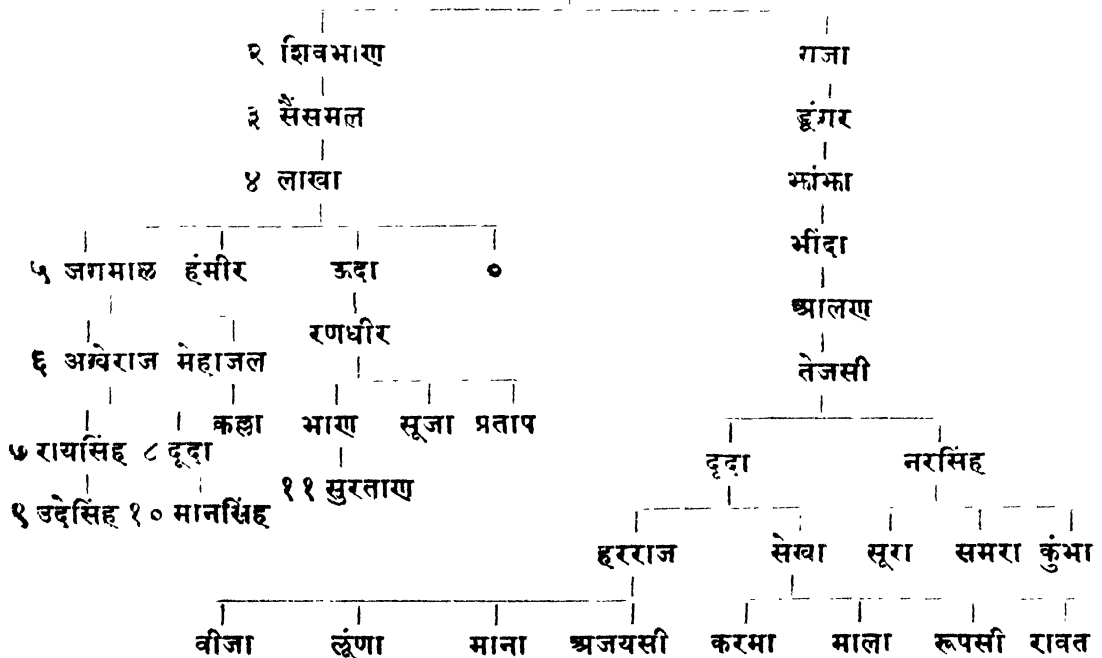 २ शिवभाण राजा
३ सैंसमल डूंगर
४ लाखा झांझा
भींदा
५ जगमाल हंमीर ऊदा ०
आलण
रणधीर
६ अखेराज मेहाजल तेजसी
कल्ला भाण सूजा प्रताप
७ रायसिंह ८ दूदा
दूदा नरसिंह
११ सुरताण
९ उदेसिंह १० मानसिंह
हरराज सेखा सूरा समरा कुंभा
वीजा लूंणा माना अजयसी करमा माला रूपसी रावत